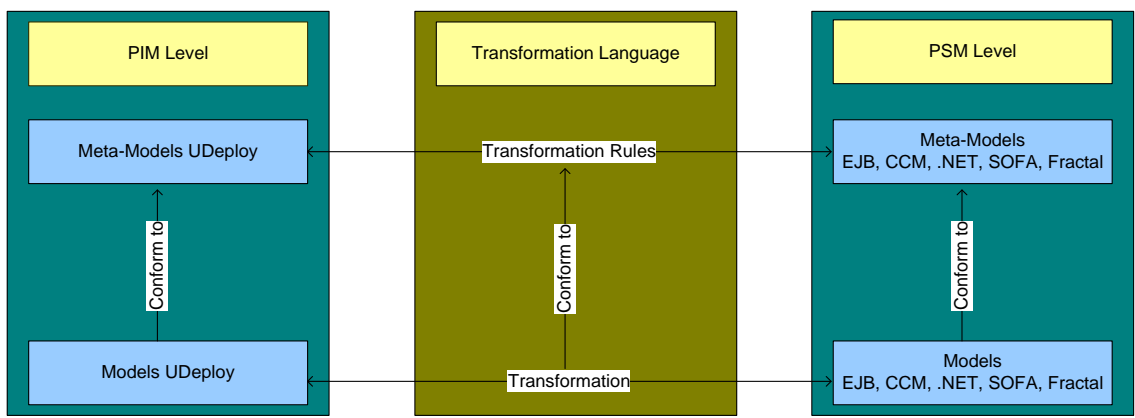 PIM Level
Transformation Language
PSM Level
Meta-Models UDeploy
Transformation Rules
Meta-Models
EJB, CCM, .NET, SOFA, Fractal
Conform to
Conform to
Conform to
Models UDeploy
Transformation
Models
EJB, CCM, .NET, SOFA, Fractal